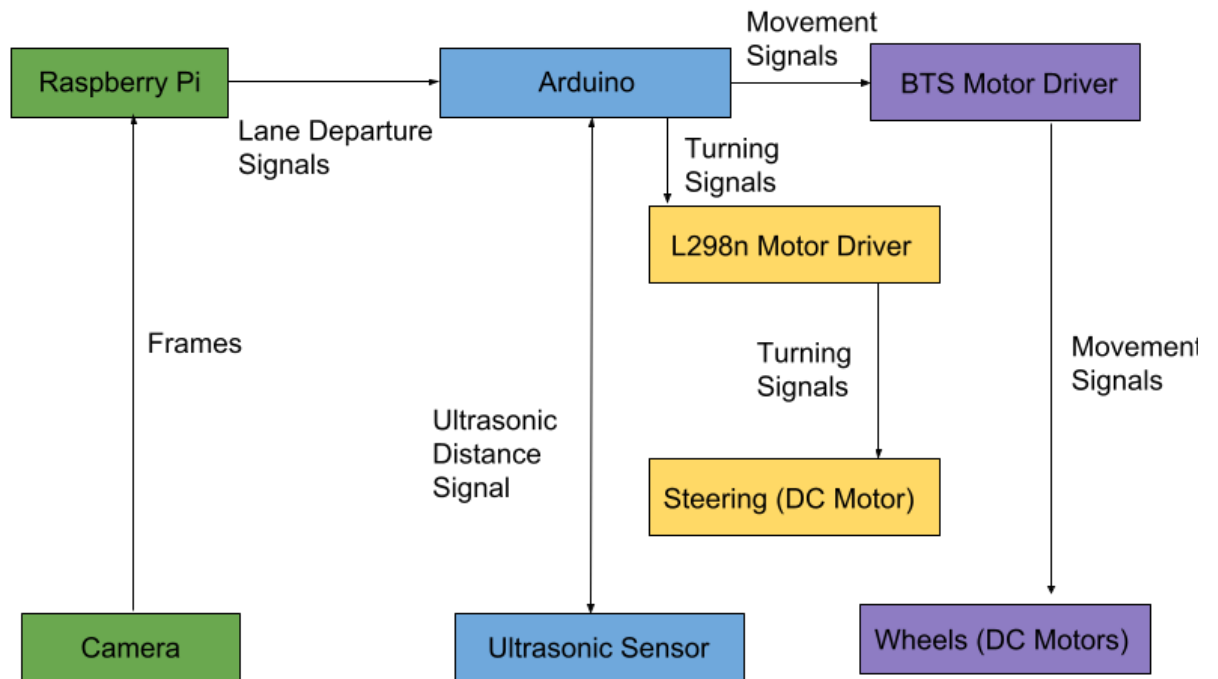 Movement
Signals
Raspberry Pi
Arduino
BTS Motor Driver
Lane Departure
Signals
Turning
Signals
L298n Motor Driver
Frames
Turning
Signals
Movement
Signals
Ultrasonic
Distance
Signal
Steering (DC Motor)
Camera
Ultrasonic Sensor
Wheels (DC Motors)